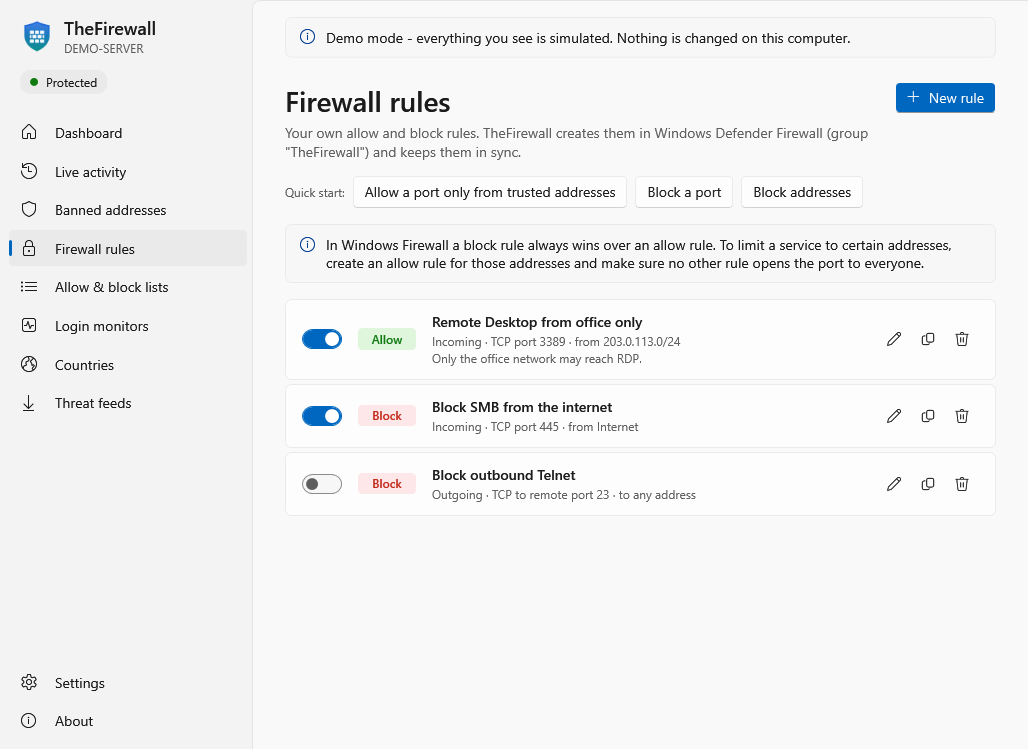 TheFirewall
DEMO-SERVER
Protected
Dashboard
Live activity
Banned addresses
Firewall rules
Allow & block lists
Login monitors
Countries
Threat feeds
Settings
About
Demo mode - everything you see is simulated. Nothing is changed on this computer.
Firewall rules
New rule
Your own allow and block rules. TheFirewall creates them in Windows Defender Firewall (group
"TheFirewall") and keeps them in sync.
Quick start:
Allow a port only from trusted addresses
Block a port
Block addresses
In Windows Firewall a block rule always wins over an allow rule. To limit a service to certain addresses,
create an allow rule for those addresses and make sure no other rule opens the port to everyone.
Allow
Remote Desktop from office only
Incoming · TCP port 3389 · from 203.0.113.0/24
Only the office network may reach RDP.
Block
Block SMB from the internet
Incoming · TCP port 445 · from Internet
Block
Block outbound Telnet
Outgoing · TCP to remote port 23 · to any address